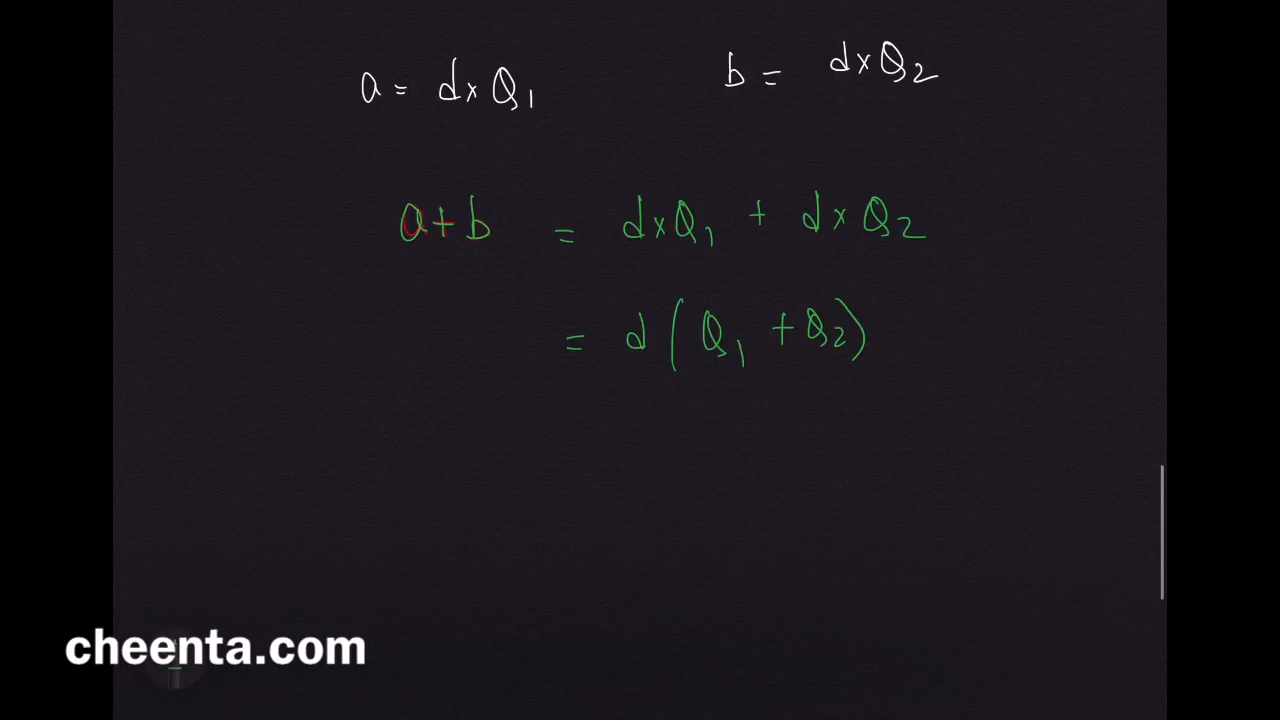 a = d×Q₁ b = d×Q₂
a+b = d×Q₁ + d×Q₂
= d(Q₁ + Q₂)
cheenta.com